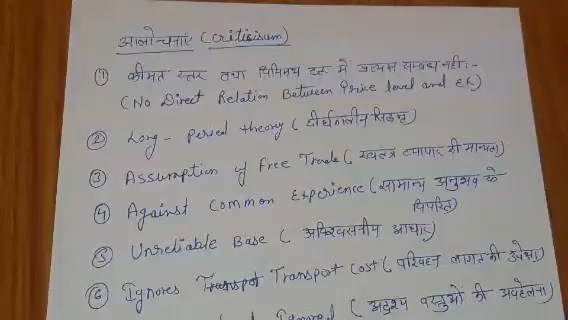 आलोचनाएं (Criticisum)
① कीमत स्तर तथा विनिमय दर में प्रत्यक्ष सम्बन्ध नहीं:-
(No Direct Relation Between Price level and ER)
② Long-Period theory (दीर्घकालीन सिद्धान्त)
③ Assumption of Free Trade (स्वतंत्र व्यापार की मान्यता)
④ Against Common Experience (सामान्य अनुभव के
विपरित)
⑤ Unreliable Base (अविश्वसनीय आधार)
⑥ Ignores Transport Cost (परिवहन लागत की उपेक्षा)
Ignored (अदृश्य वस्तुओं की अवहेलना)